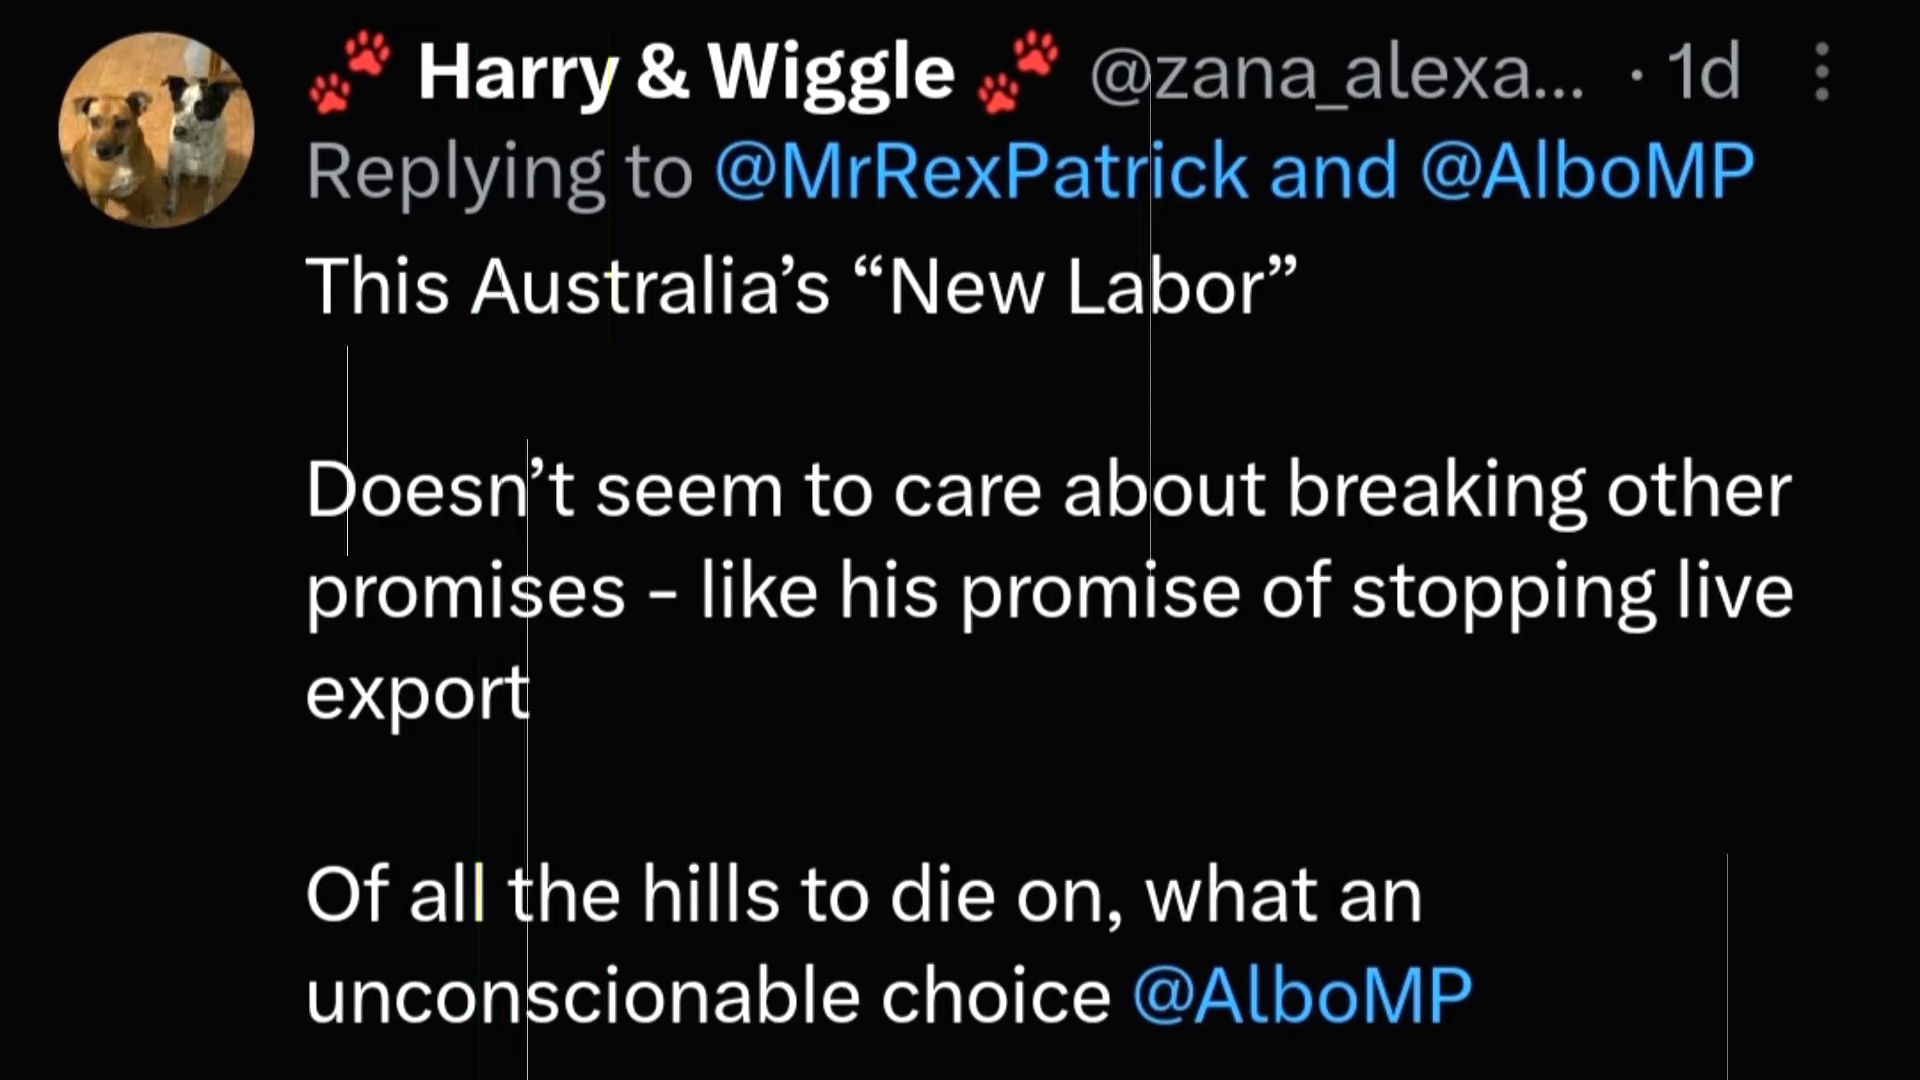 🐾 Harry & Wiggle 🐾 @zana_alexa... · 1d
Replying to @MrRexPatrick and @AlboMP
This Australia’s “New Labor”
Doesn’t seem to care about breaking other
promises - like his promise of stopping live
export
Of all the hills to die on, what an
unconscionable choice @AlboMP